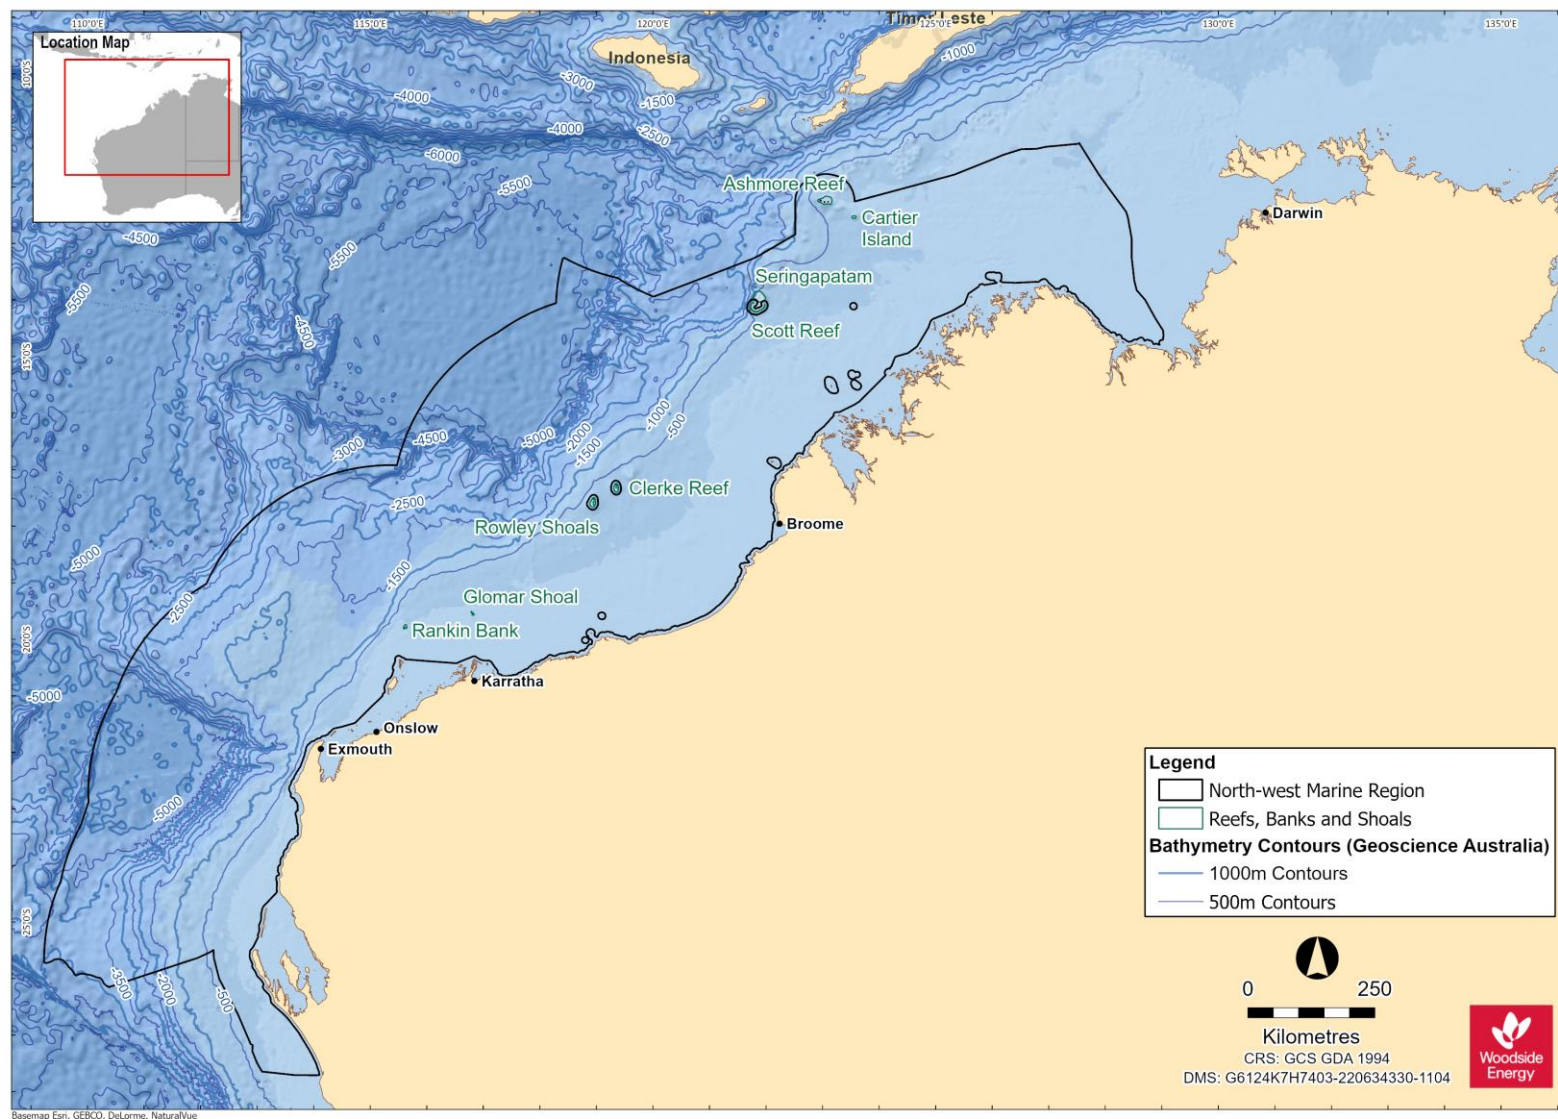 110°0'E
115°0'E
120°0'E
125°0'E
130°0'E
135°0'E
Timor Leste
Location Map
Indonesia
-1000
-3000
10°0'S
-4000
-1500
-4000
-2500
-6000
-5500
Ashmore Reef
Cartier
Island
Darwin
-4500
-5500
Seringapatam
-5500
-4500
Scott Reef
15°0'S
-1000
-500
-2000
-4500
-5000
-3000
-1500
Clerke Reef
-2500
Rowley Shoals
Broome
-5000
-1500
Glomar Shoal
-2500
Rankin Bank
20°0'S
Karratha
-5000
Onslow
Exmouth
-5000
25°0'S
-3500
-2000
-500
Legend
North-west Marine Region
Reefs, Banks and Shoals
Bathymetry Contours (Geoscience Australia)
1000m Contours
500m Contours
0 250
Kilometres
CRS: GCS GDA 1994
DMS: G6124K7H7403-220634330-1104
Woodside
Energy
Basemap Esri, GEBCO, DeLorme, NaturalVue